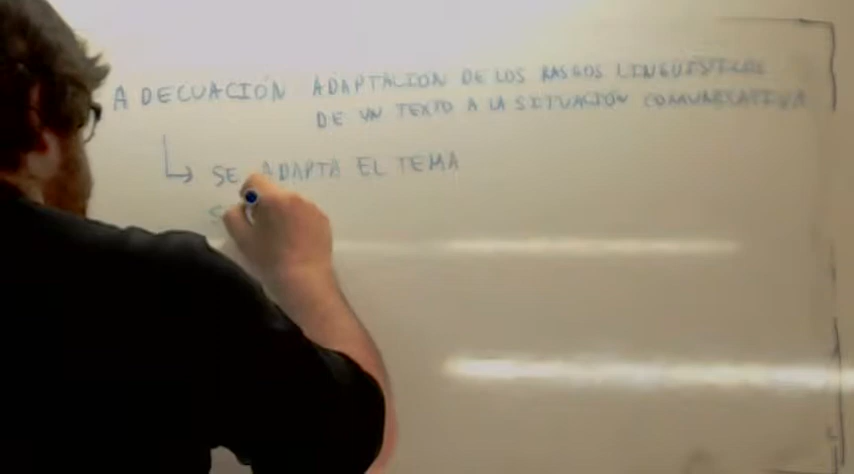 ADECUACIÓN ADAPTACIÓN DE LOS RASGOS LINGUISTICOS
DE UN TEXTO A LA SITUACIÓN COMUNICATIVA
SE ADAPTA EL TEMA
S